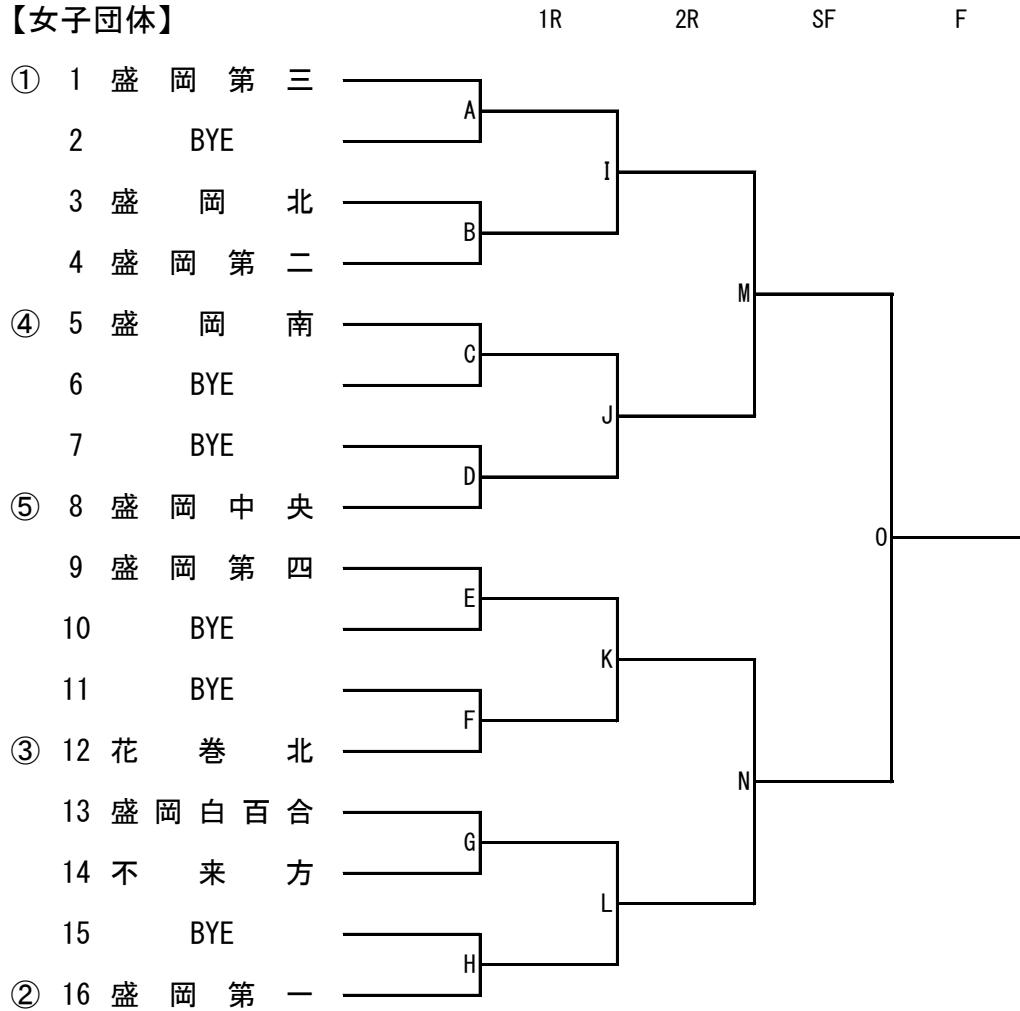 【女子団体】 1R 2R SF F
① 1 盛岡第三
A
2 BYE
I
3 盛岡北
B
4 盛岡第二
M
④ 5 盛岡南
C
6 BYE
J
7 BYE
D
⑤ 8 盛岡中央
O
9 盛岡第四
E
10 BYE
K
11 BYE
F
③ 12 花巻北
N
13 盛岡白百合
G
14 不来方
L
15 BYE
H
② 16 盛岡第一